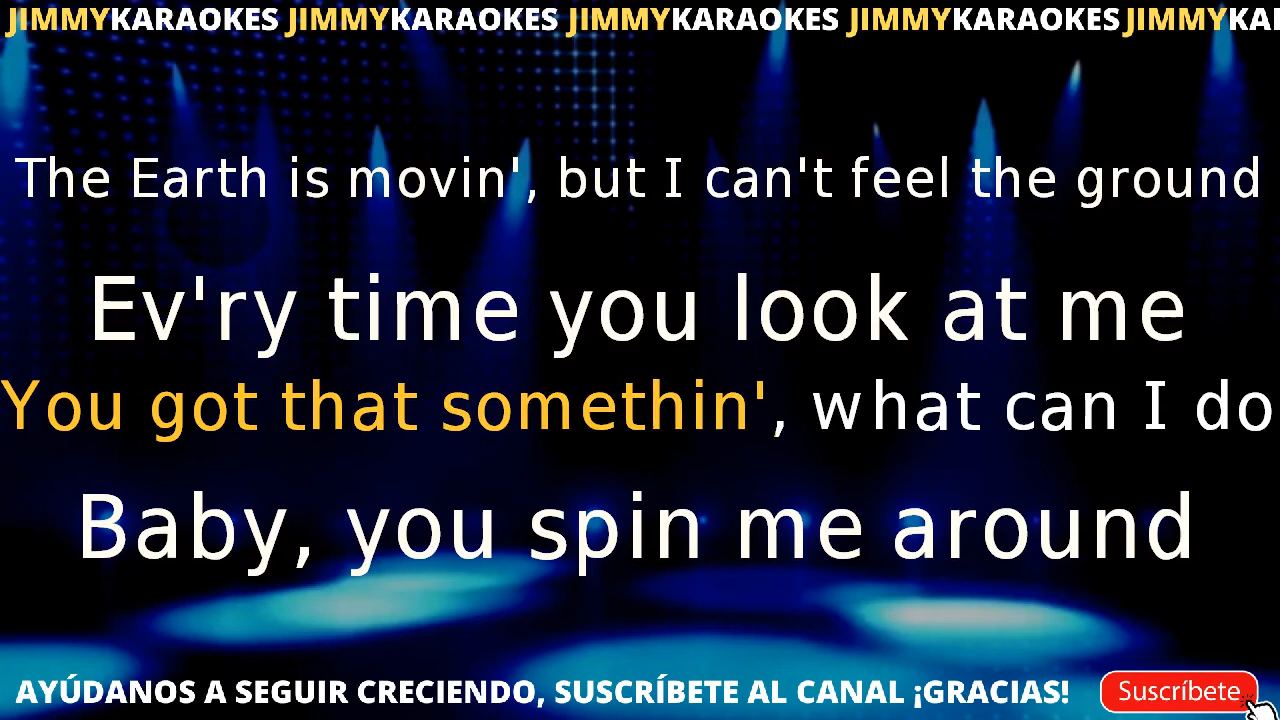 JIMMYKARAOKES JIMMYKARAOKES JIMMYKARAOKES JIMMYKARAOKES JIMMYKA
The Earth is movin', but I can't feel the ground
Ev'ry time you look at me
You got that somethin', what can I do
Baby, you spin me around
AYÚDANOS A SEGUIR CRECIENDO, SUSCRÍBETE AL CANAL ¡GRACIAS! Suscríbete